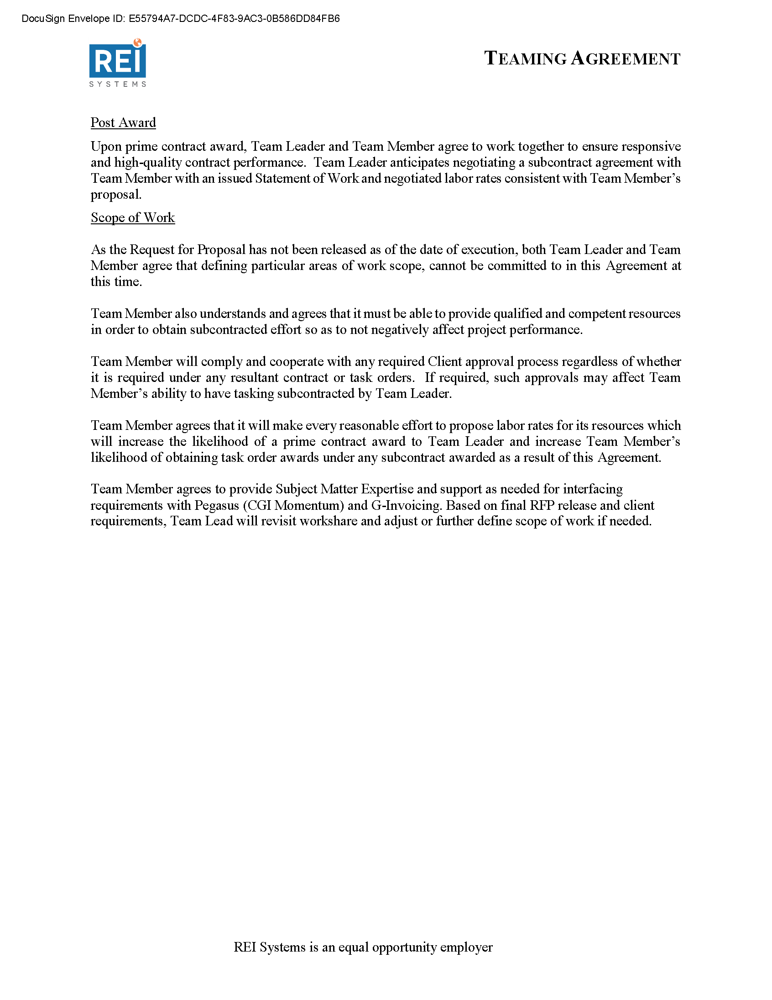 DocuSign Envelope ID: E55794A7-DCDC-4F83-9AC3-0B586DD84FB6
REI
SYSTEMS
TEAMING AGREEMENT
Post Award
Upon prime contract award, Team Leader and Team Member agree to work together to ensure responsive
and high-quality contract performance.  Team Leader anticipates negotiating a subcontract agreement with
Team Member with an issued Statement of Work and negotiated labor rates consistent with Team Member’s
proposal.
Scope of Work
As the Request for Proposal has not been released as of the date of execution, both Team Leader and Team
Member agree that defining particular areas of work scope, cannot be committed to in this Agreement at
this time.
Team Member also understands and agrees that it must be able to provide qualified and competent resources
in order to obtain subcontracted effort so as to not negatively affect project performance.
Team Member will comply and cooperate with any required Client approval process regardless of whether
it is required under any resultant contract or task orders.  If required, such approvals may affect Team
Member’s ability to have tasking subcontracted by Team Leader.
Team Member agrees that it will make every reasonable effort to propose labor rates for its resources which
will increase the likelihood of a prime contract award to Team Leader and increase Team Member’s
likelihood of obtaining task order awards under any subcontract awarded as a result of this Agreement.
Team Member agrees to provide Subject Matter Expertise and support as needed for interfacing
requirements with Pegasus (CGI Momentum) and G-Invoicing. Based on final RFP release and client
requirements, Team Lead will revisit workshare and adjust or further define scope of work if needed.
REI Systems is an equal opportunity employer